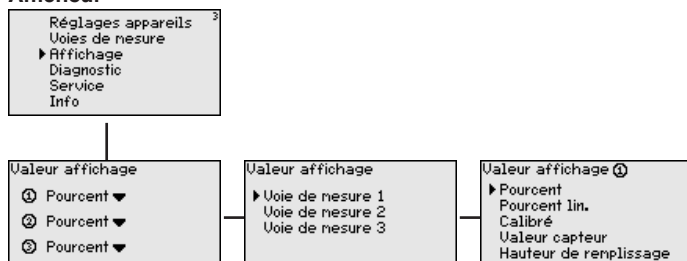 Réglages appareils 3
Voies de mesure
Affichage
Diagnostic
Service
Info
Valeur affichage
① Pourcent
② Pourcent
③ Pourcent
Valeur affichage
Voie de mesure 1
Voie de mesure 2
Voie de mesure 3
Valeur affichage ①
Pourcent
Pourcent lin.
Calibré
Valeur capteur
Hauteur de remplissage